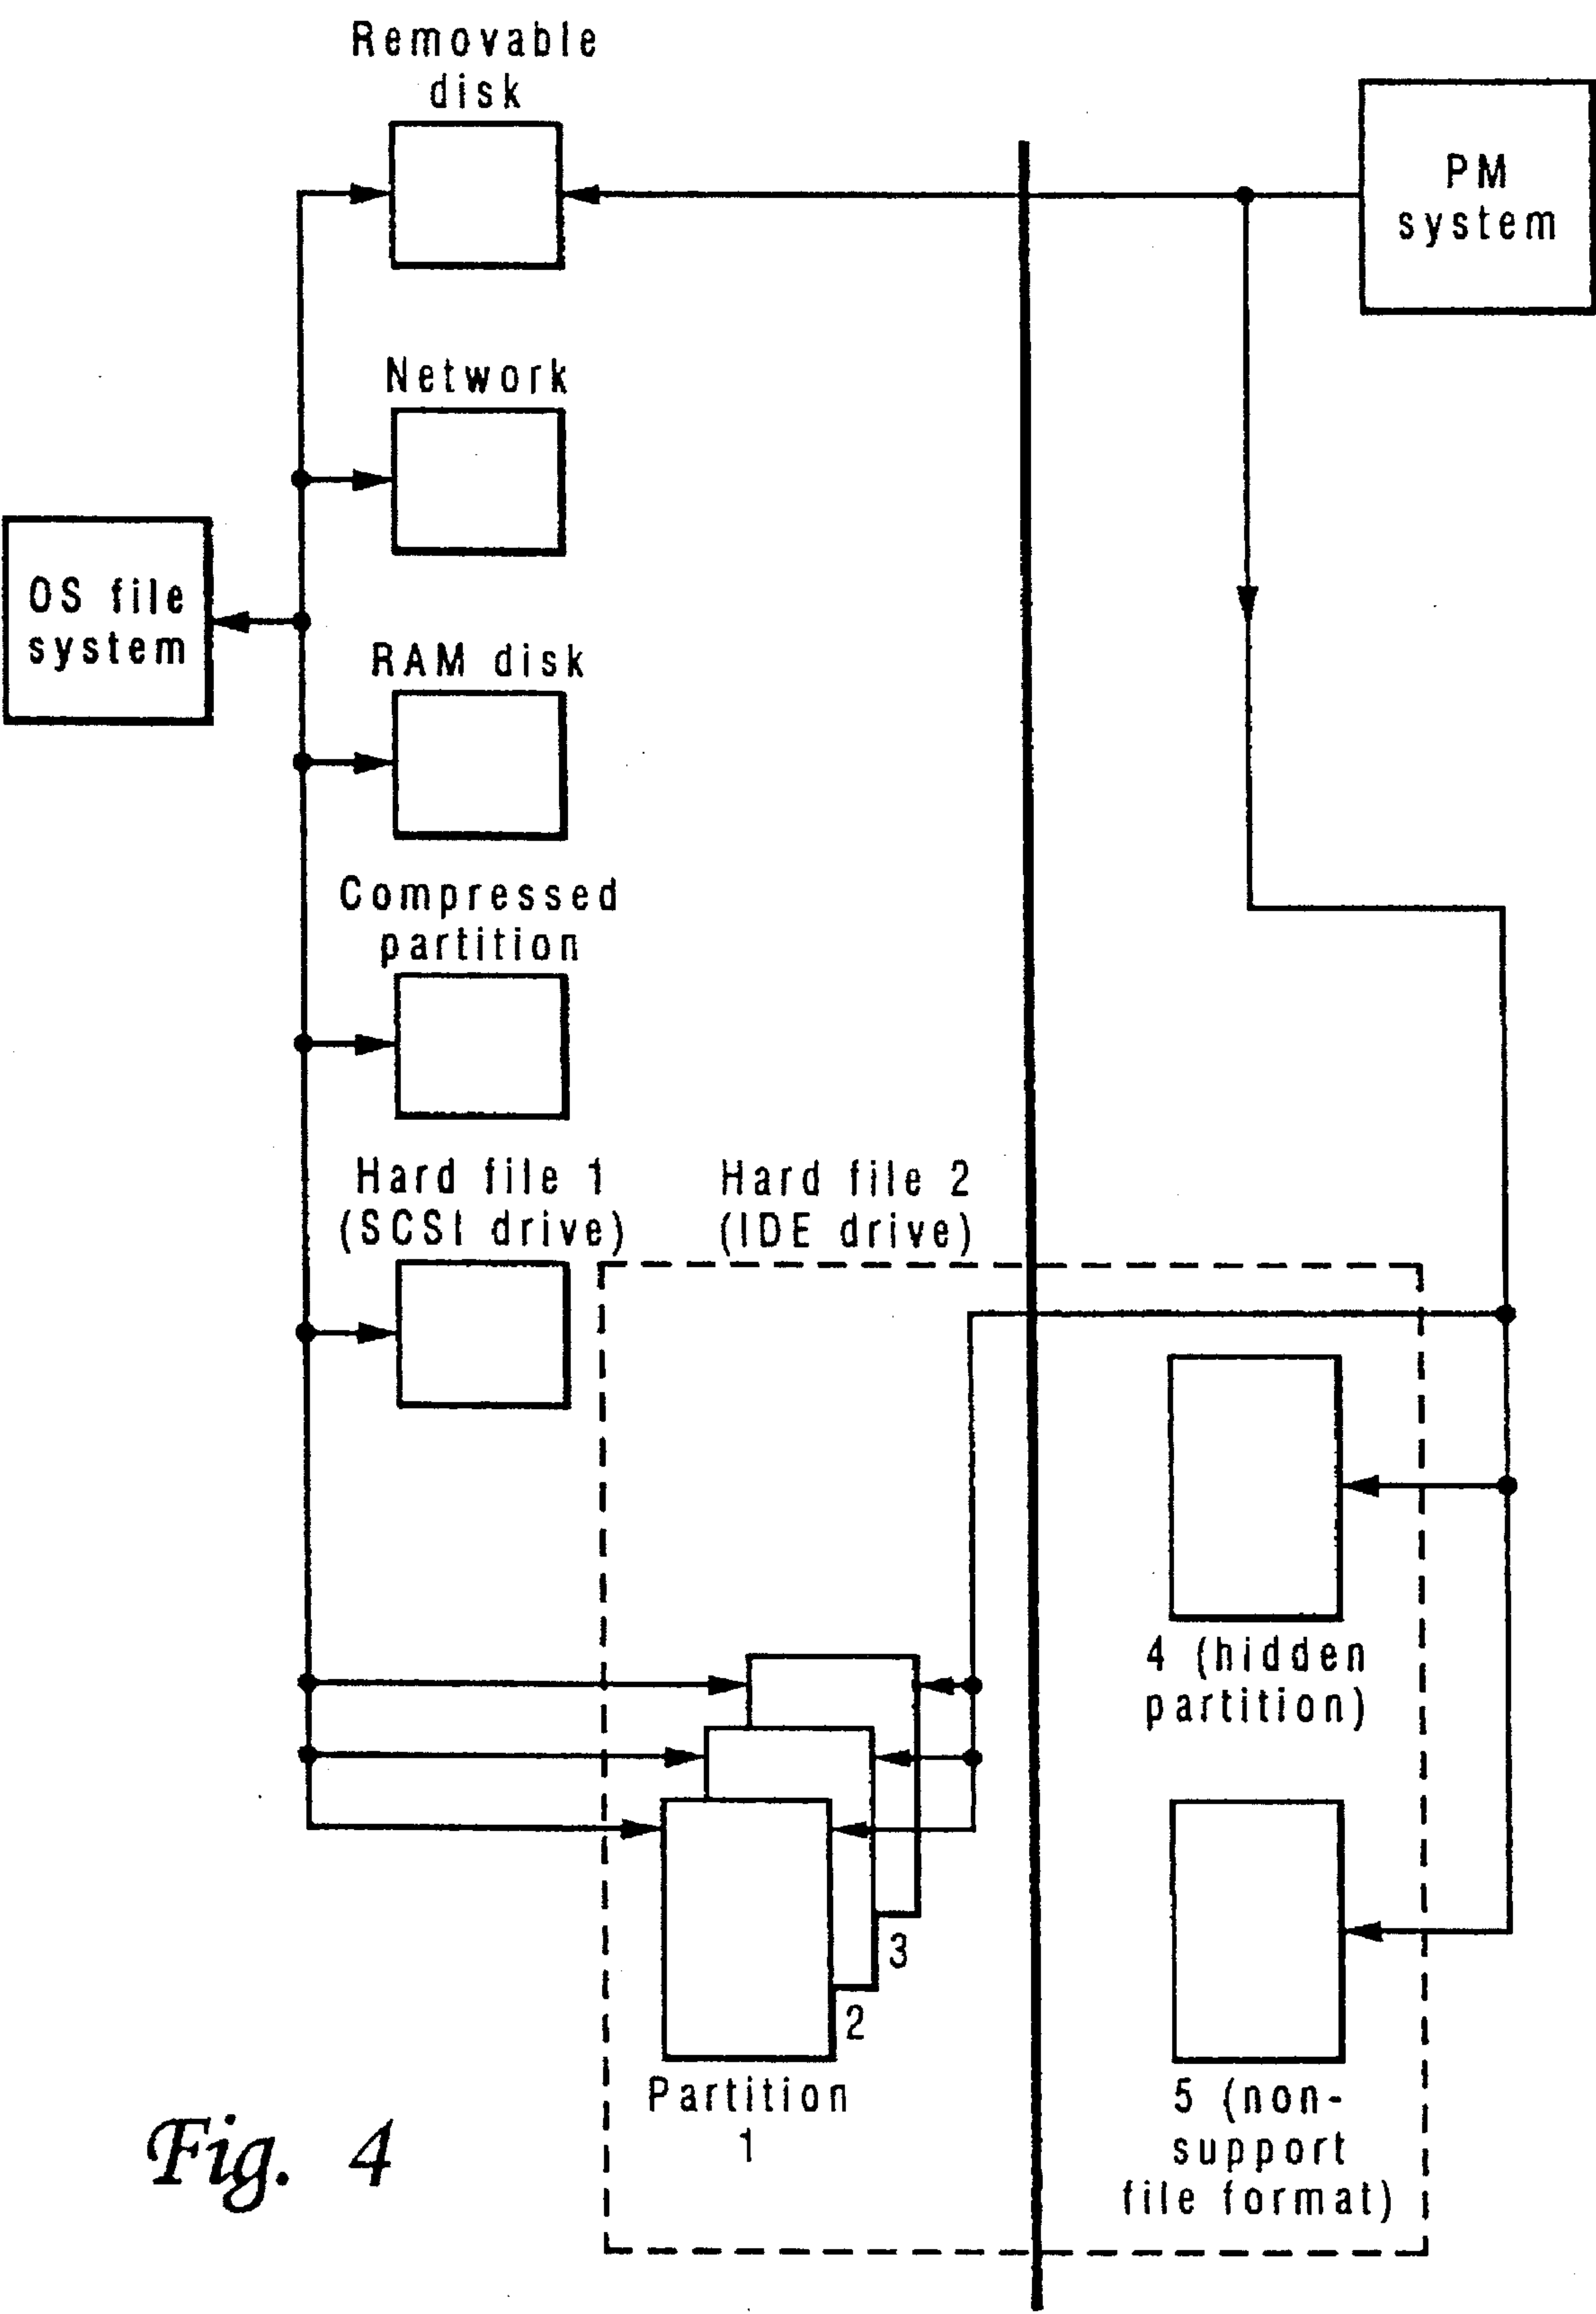 Removable
disk
PM
system
Network
OS file
system
RAM disk
Compressed
partition
Hard file 1
(SCSI drive)
Hard file 2
(IDE drive)
4 (hidden
partition)
3
2
Partition
1
5 (non-
support
file format)
Fig. 4